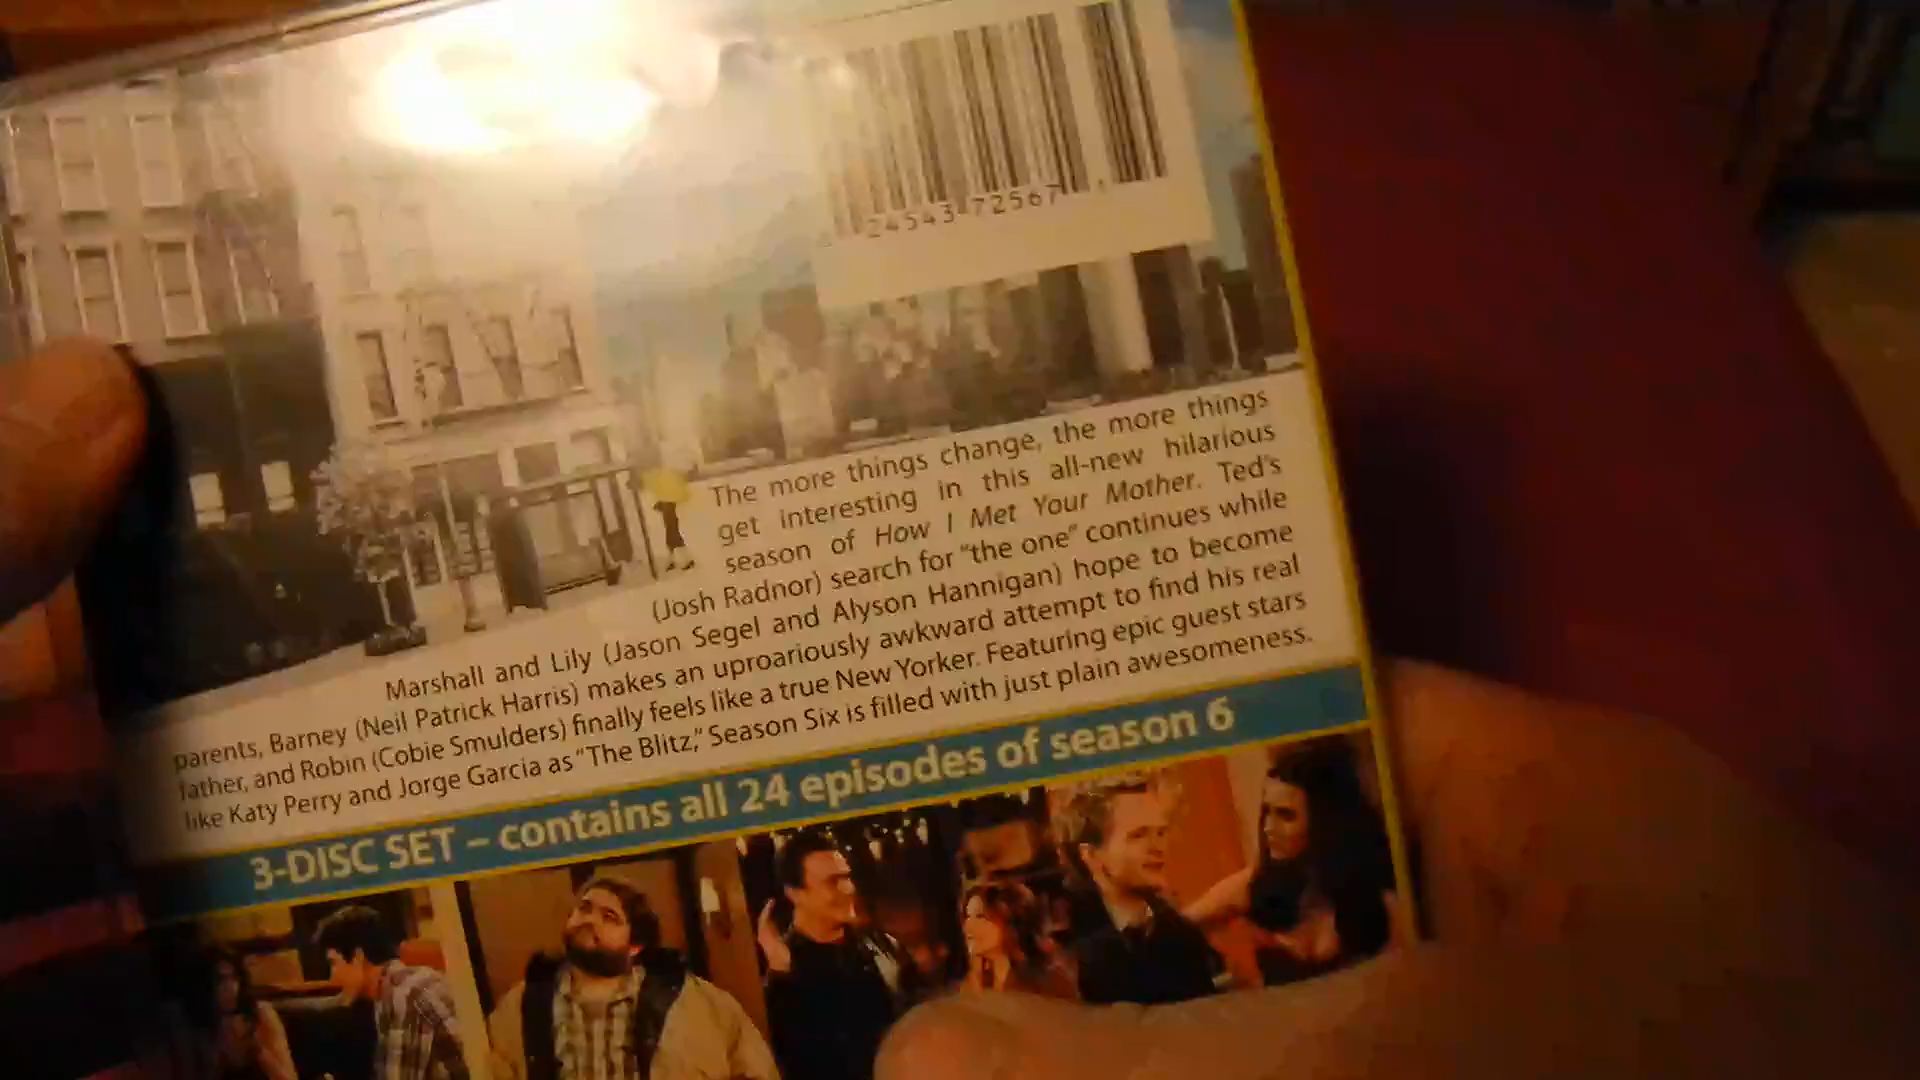 24543 72567
The more things change, the more things
get interesting in this all-new hilarious
season of How I Met Your Mother. Ted's
(Josh Radnor) search for "the one" continues while
Marshall and Lily (Jason Segel and Alyson Hannigan) hope to become
parents, Barney (Neil Patrick Harris) makes an uproariously awkward attempt to find his real
father, and Robin (Cobie Smulders) finally feels like a true New Yorker. Featuring epic guest stars
like Katy Perry and Jorge Garcia as "The Blitz," Season Six is filled with just plain awesomeness.
3-DISC SET – contains all 24 episodes of season 6